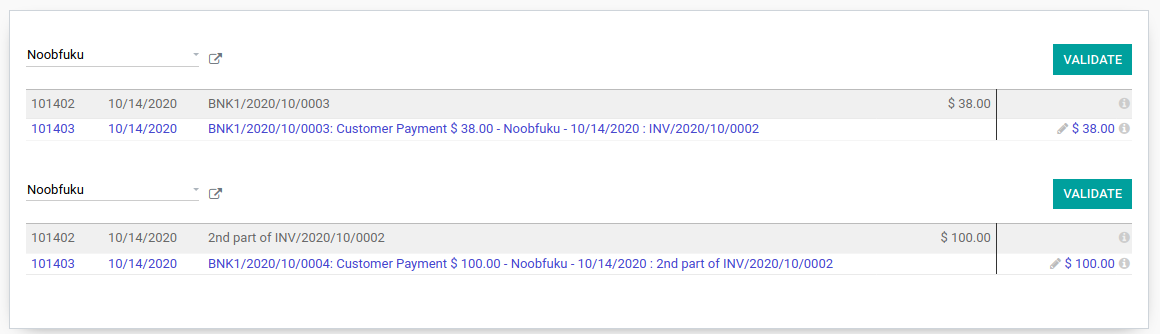 Noobfuku
VALIDATE
101402 10/14/2020 BNK1/2020/10/0003 $ 38.00
101403 10/14/2020 BNK1/2020/10/0003: Customer Payment $ 38.00 - Noobfuku - 10/14/2020 : INV/2020/10/0002 $ 38.00
Noobfuku
VALIDATE
101402 10/14/2020 2nd part of INV/2020/10/0002 $ 100.00
101403 10/14/2020 BNK1/2020/10/0004: Customer Payment $ 100.00 - Noobfuku - 10/14/2020 : 2nd part of INV/2020/10/0002 $ 100.00